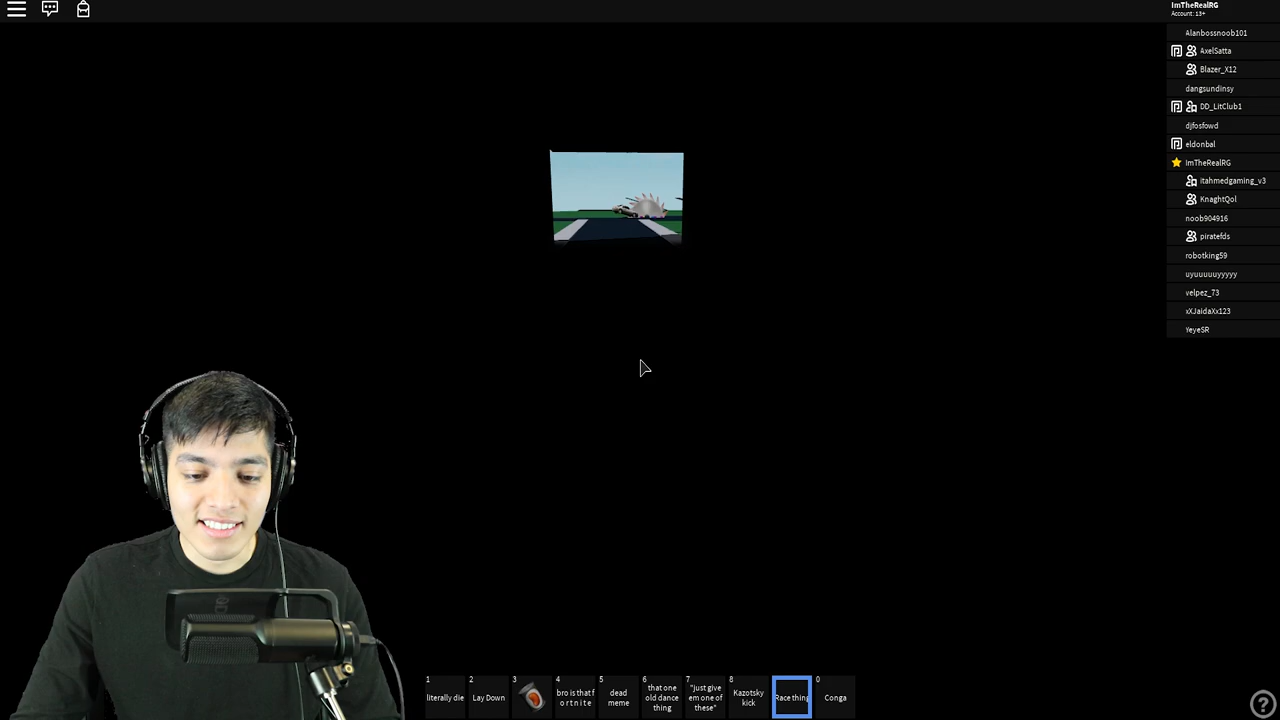 ImTheRealRG
Account: 13+
Alanbossnoob101
AxelSatta
Blazer_X12
dangsundinsy
DD_LitClub1
djfosfowd
eldonbal
ImTheRealRG
itahmedgaming_v3
KnaghtQol
noob904916
piratefds
robotking59
uyuuuuuyyyyy
velpez_73
xXJaidaXx123
YeyeSR
1
literally die
2
Lay Down
3
4
bro is that f
o r t n i t e
5
dead
meme
6
that one
old dance
thing
7
"just give
em one of
these"
8
Kazotsky
kick
Race thing
0
Conga
?